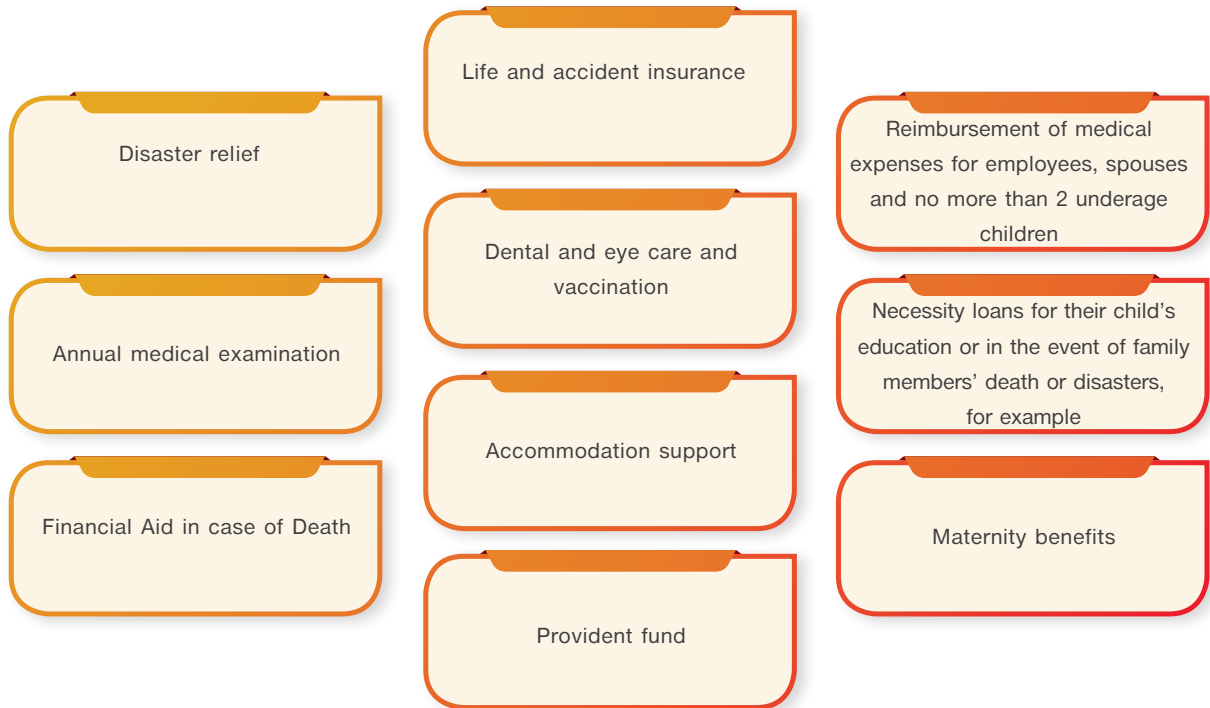 Disaster relief
Annual medical examination
Financial Aid in case of Death
Life and accident insurance
Dental and eye care and
vaccination
Accommodation support
Provident fund
Reimbursement of medical
expenses for employees, spouses
and no more than 2 underage
children
Necessity loans for their child’s
education or in the event of family
members’ death or disasters,
for example
Maternity benefits